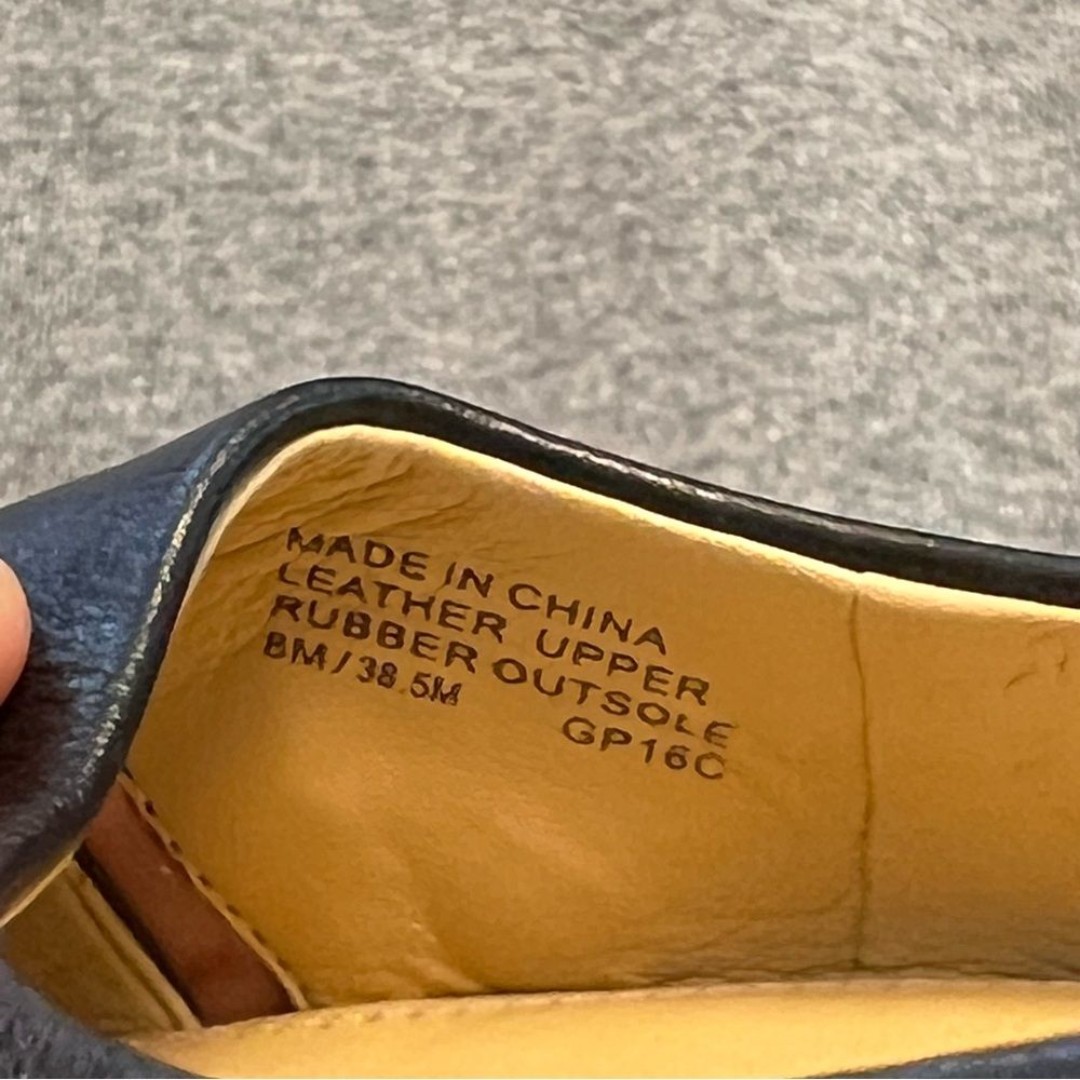 MADE IN CHINA
LEATHER UPPER
RUBBER OUTSOLE
8M/38.5M
GP16C